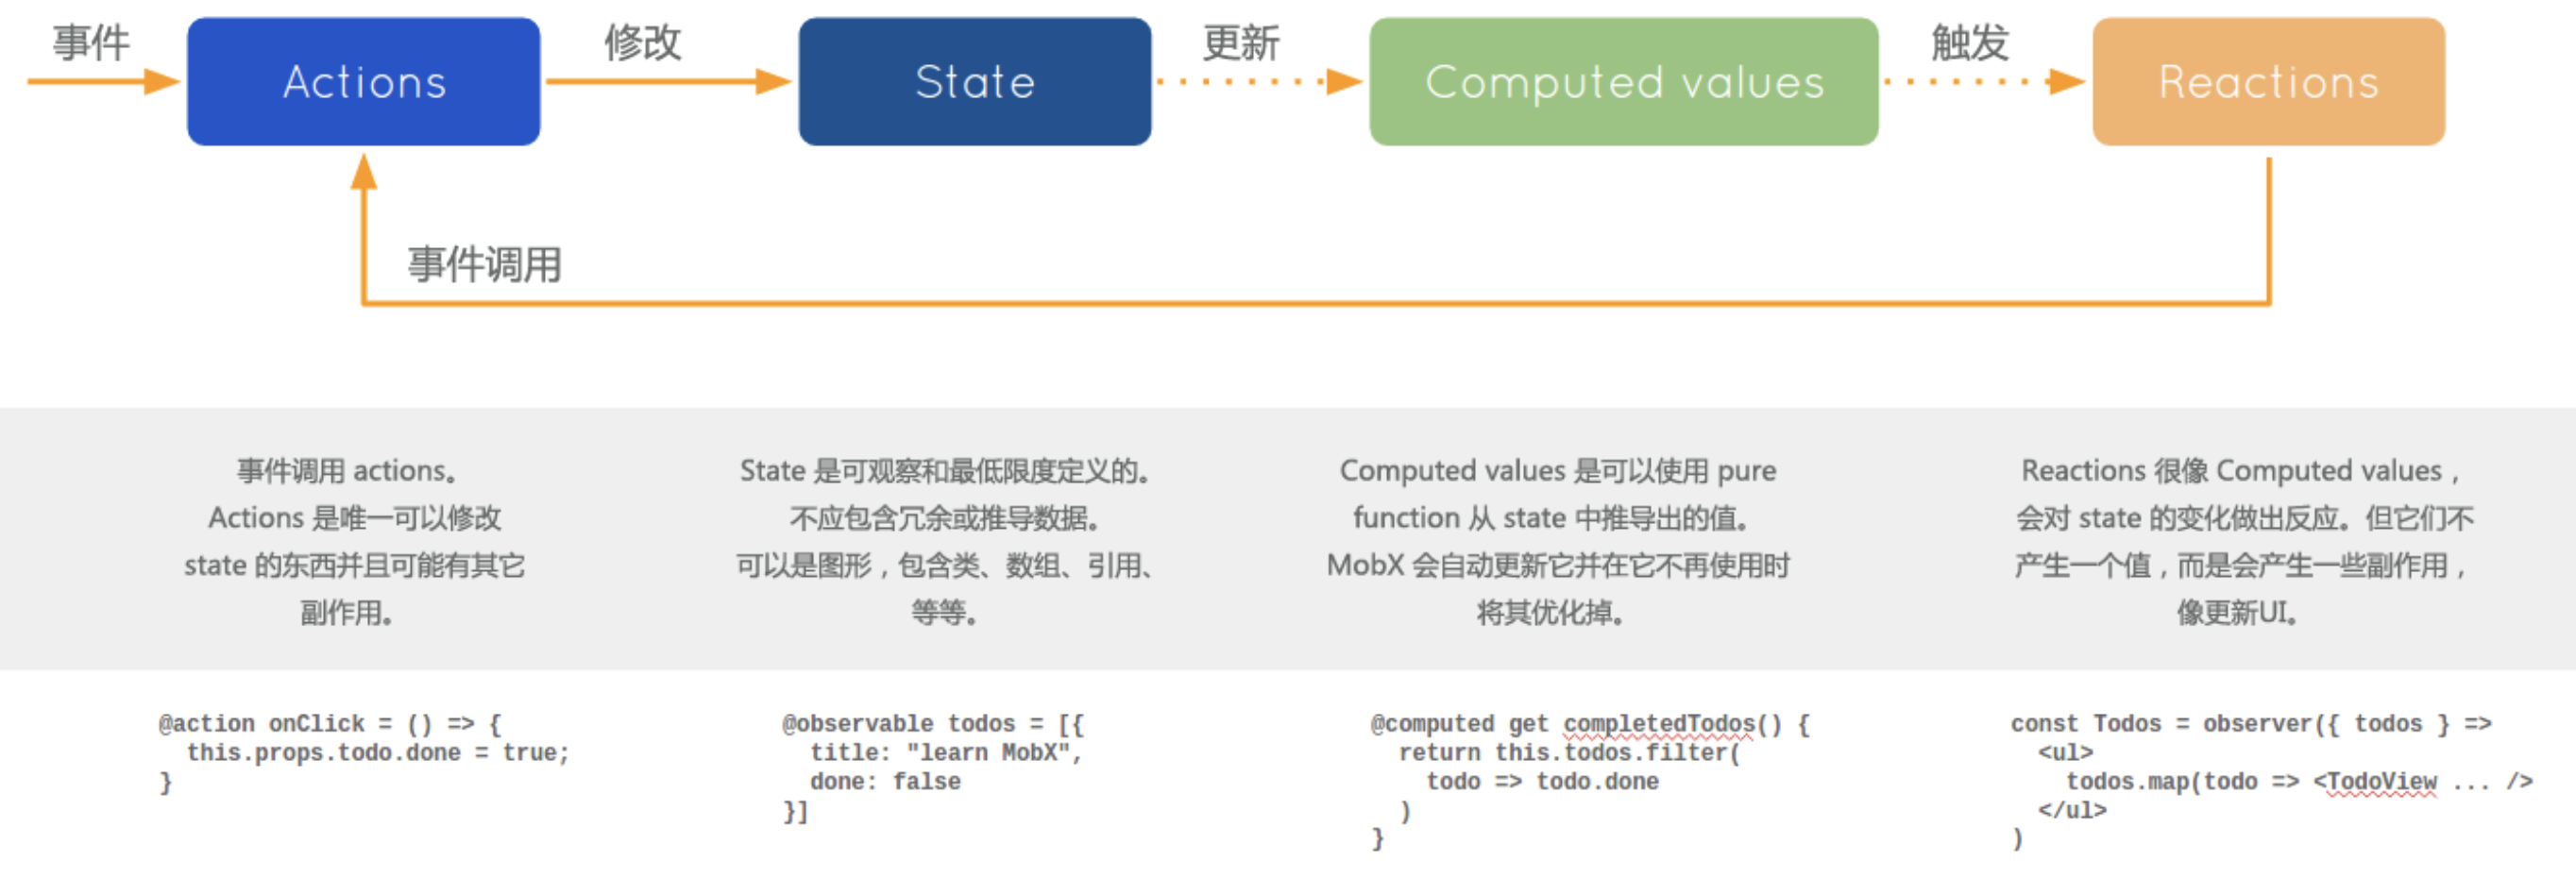 事件
Actions
修改
State
更新
Computed values
触发
Reactions
事件调用
事件调用 actions。
Actions 是唯一可以修改
state 的东西并且可能有其它
副作用。
State 是可观察和最低限度定义的。
不应包含冗余或推导数据。
可以是图形，包含类、数组、引用、
等等。
Computed values 是可以使用 pure
function 从 state 中推导出的值。
MobX 会自动更新它并在它不再使用时
将其优化掉。
Reactions 很像 Computed values，
会对 state 的变化做出反应。但它们不
产生一个值，而是会产生一些副作用，
像更新UI。
@action onClick = () => {
  this.props.todo.done = true;
}
@observable todos = [{
  title: "learn MobX",
  done: false
}]
@computed get completedTodos() {
  return this.todos.filter(
    todo => todo.done
  )
}
const Todos = observer({ todos } =>
  <ul>
    todos.map(todo => <TodoView ... />
  </ul>
)